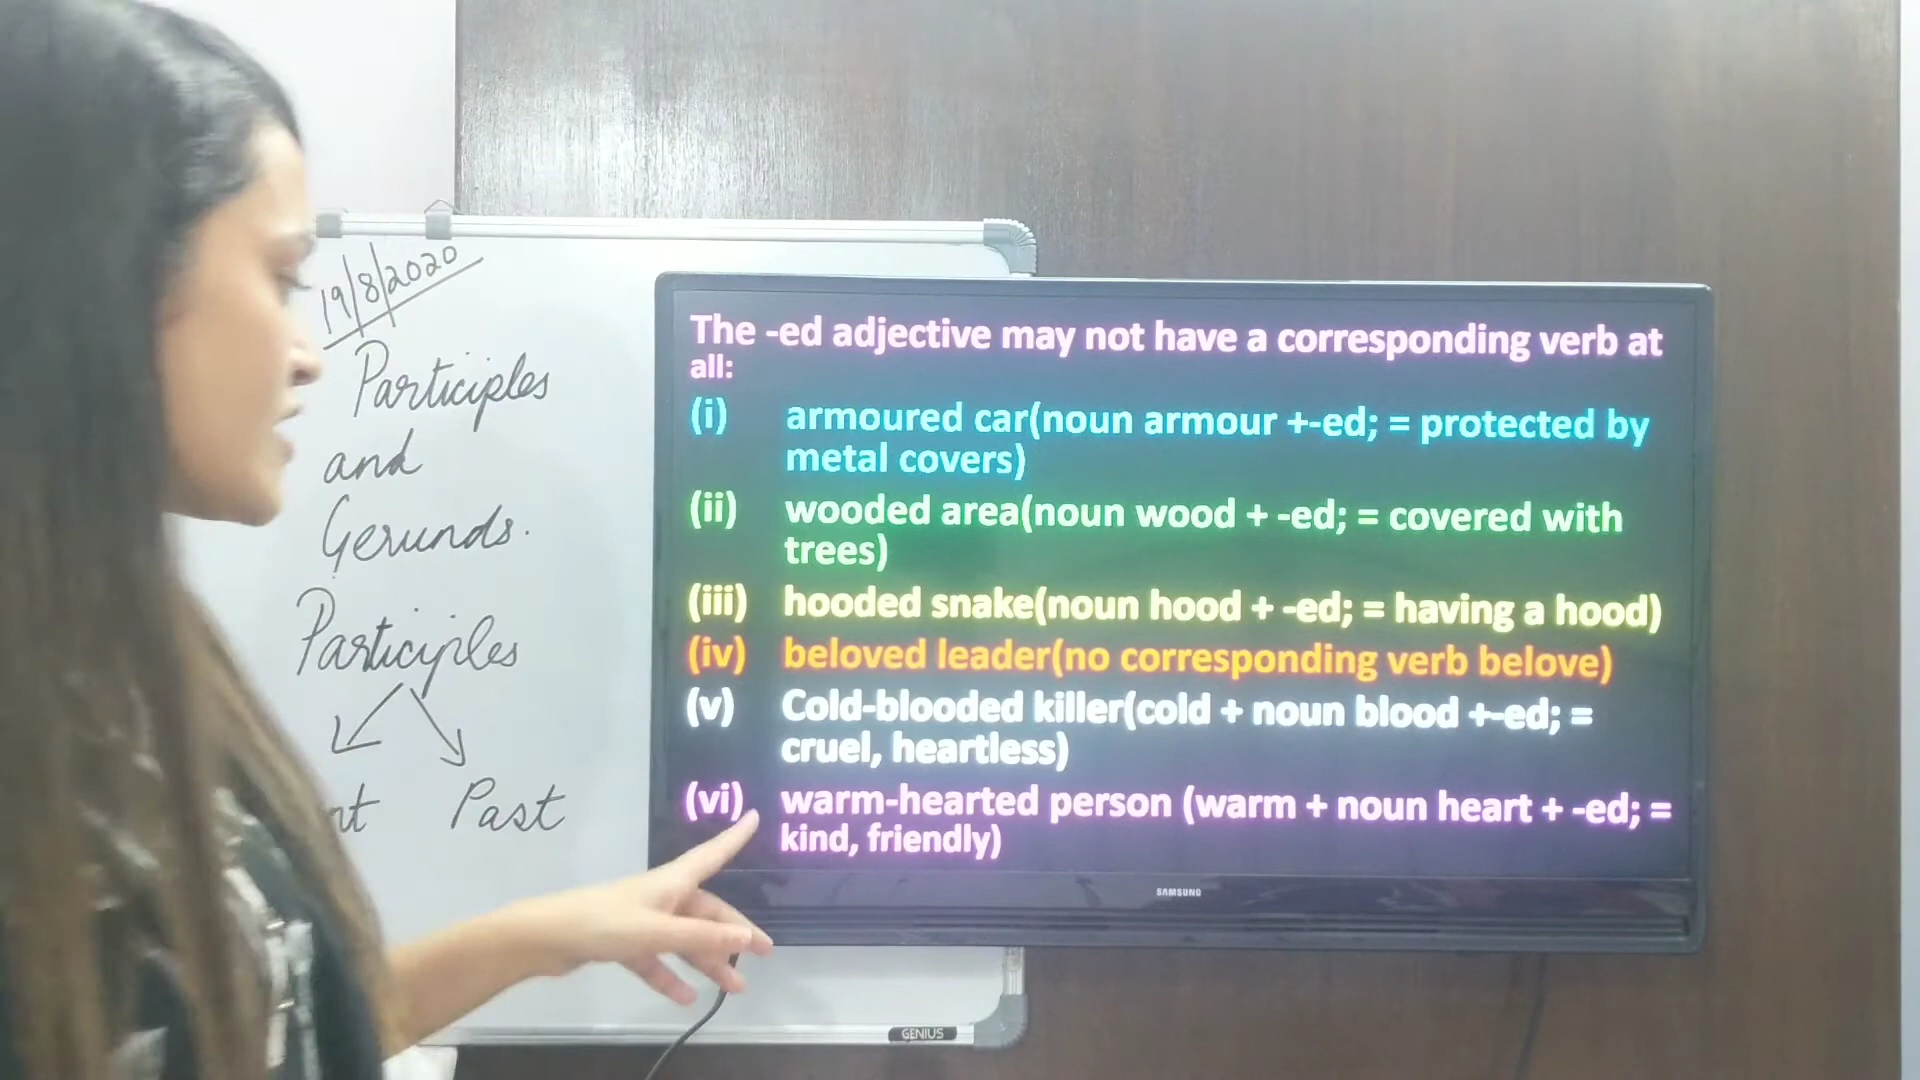 19/8/2020
Participles
and
Gerunds.
Participles
Past
The -ed adjective may not have a corresponding verb at
all:
(i) armoured car(noun armour +-ed; = protected by
metal covers)
(ii) wooded area(noun wood + -ed; = covered with
trees)
(iii) hooded snake(noun hood + -ed; = having a hood)
(iv) beloved leader(no corresponding verb belove)
(v) Cold-blooded killer(cold + noun blood +-ed; =
cruel, heartless)
(vi) warm-hearted person (warm + noun heart + -ed; =
kind, friendly)
SAMSUNG
GENIUS